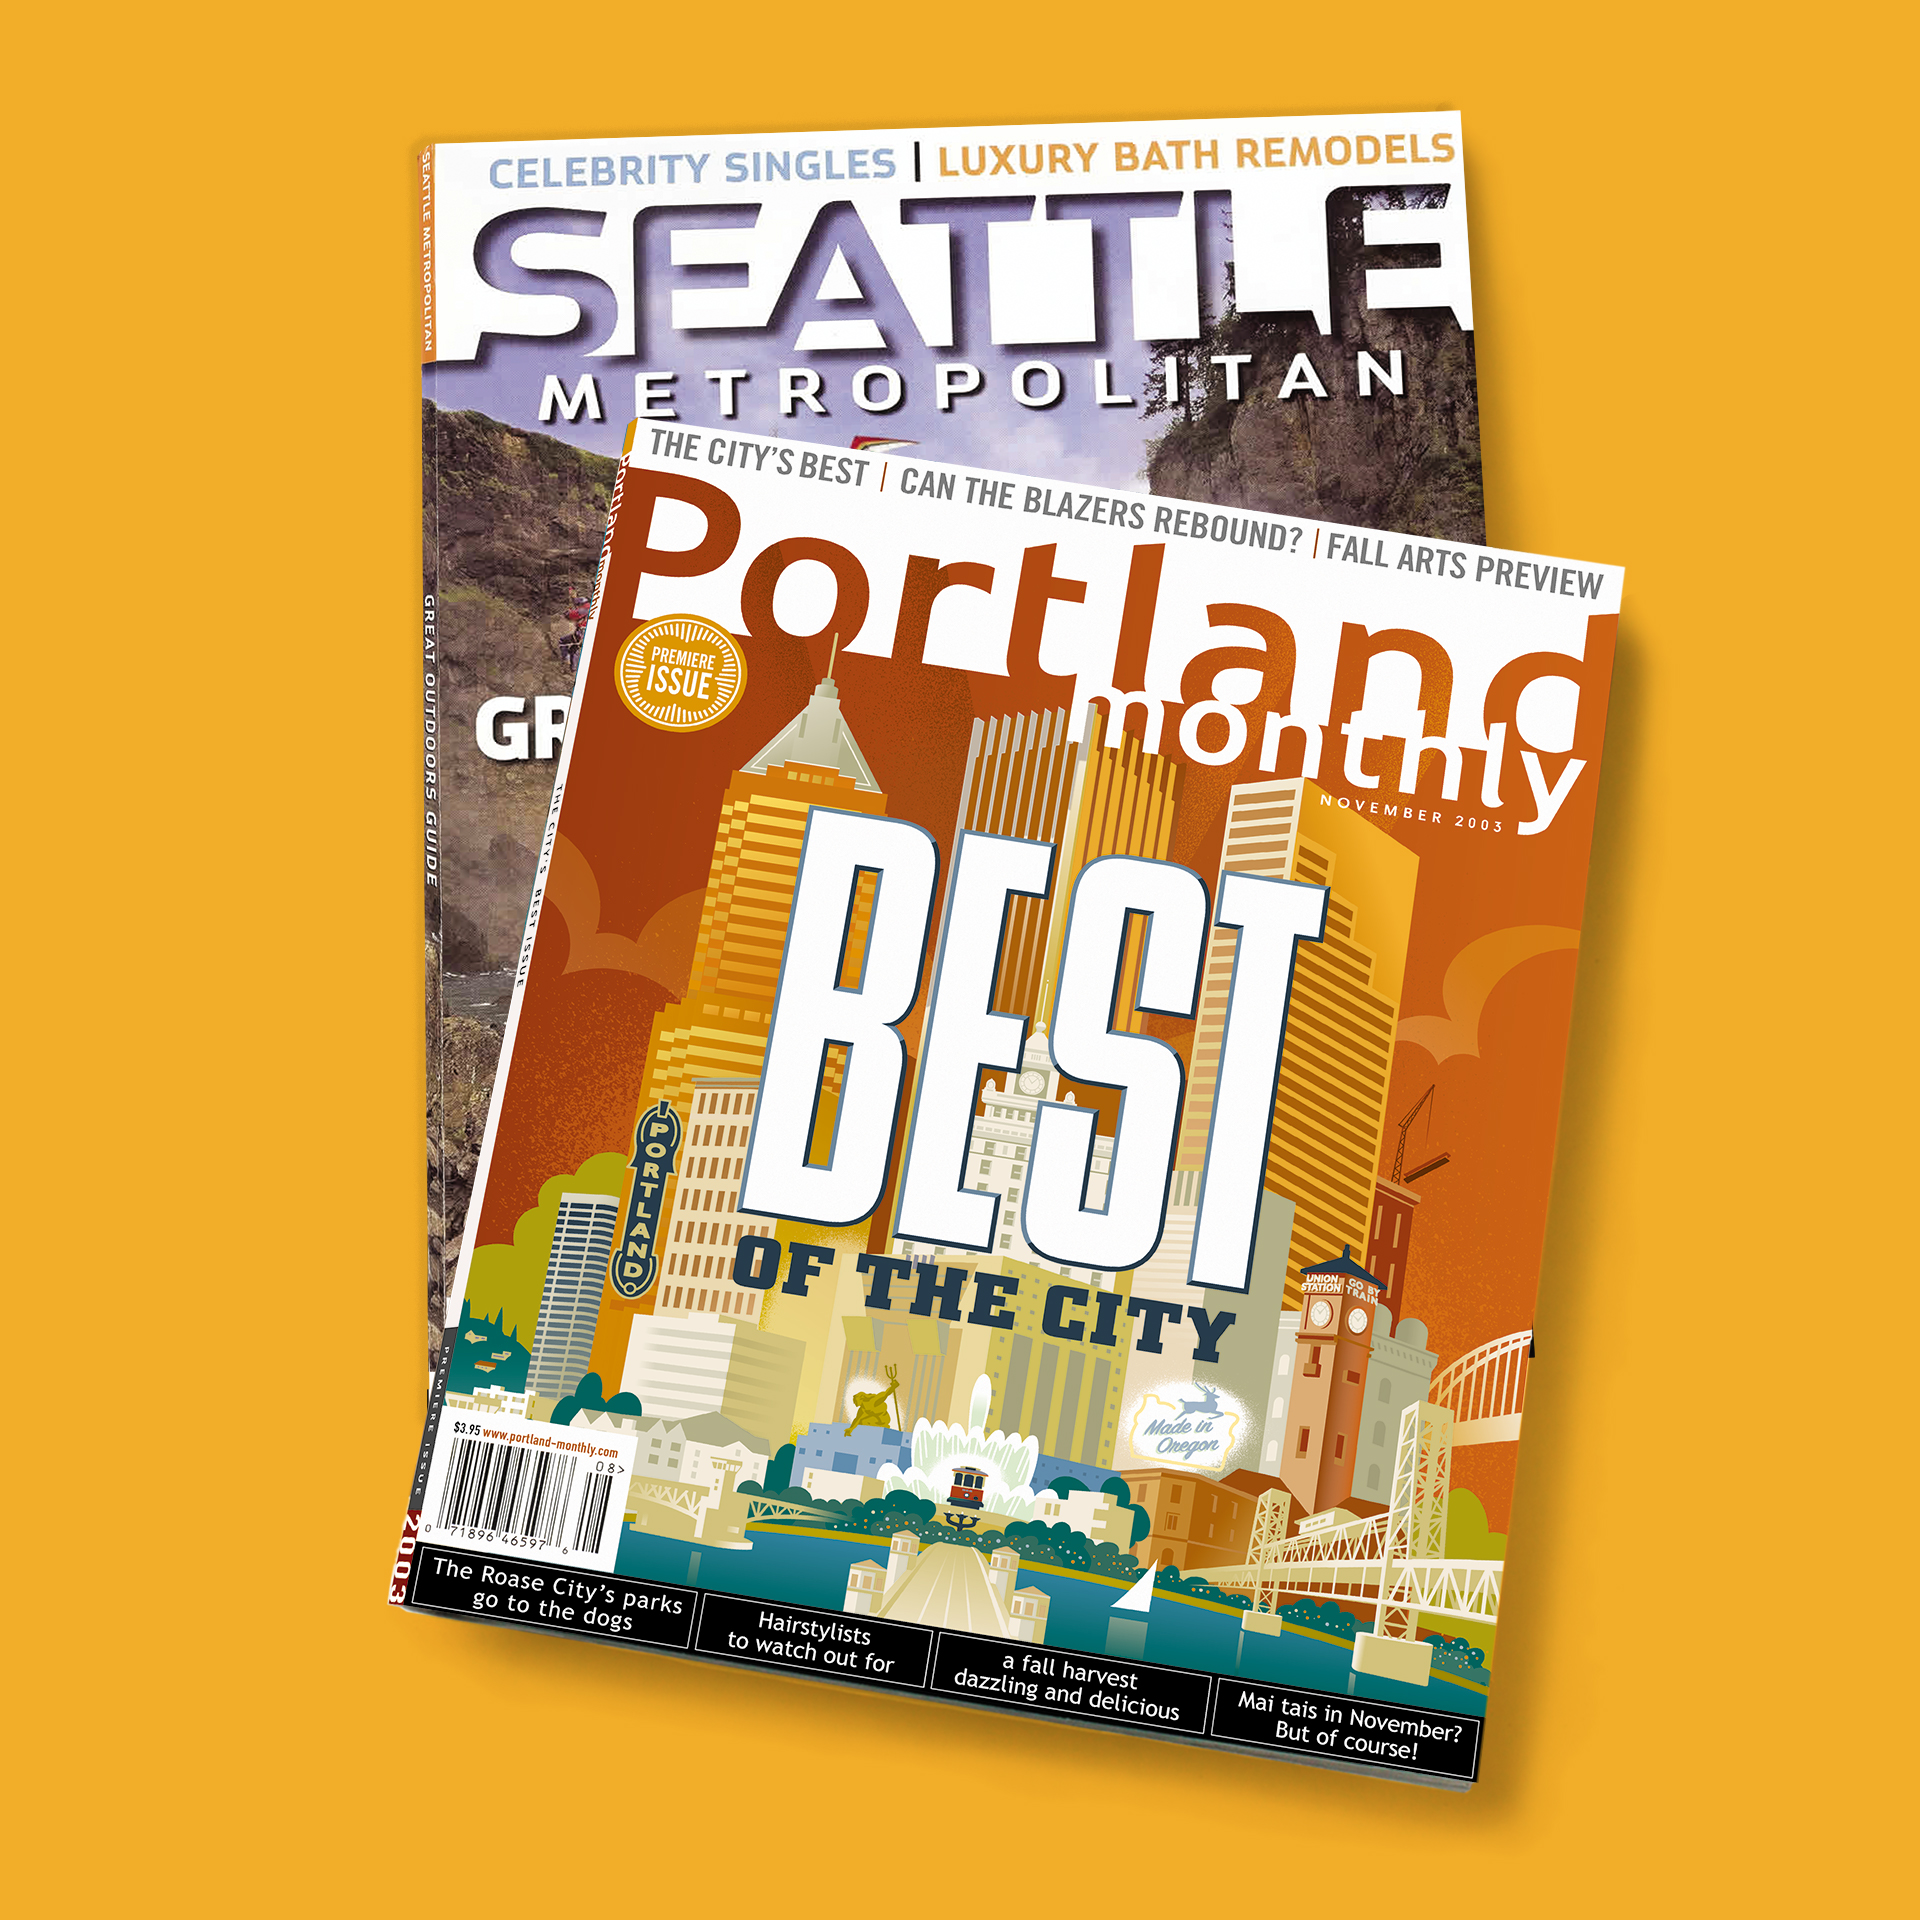 CELEBRITY SINGLES | LUXURY BATH REMODELS
SEATTLE
METROPOLITAN
SEATTLE METROPOLITAN
GREAT OUTDOORS GUIDE
GR
THE CITY'S BEST | CAN THE BLAZERS REBOUND? | FALL ARTS PREVIEW
Portland
monthly
NOVEMBER 2003
PREMIERE
ISSUE
BEST
OF THE CITY
PORTLAND
UNION
STATION
GO BY
TRAIN
Made in
Oregon
$3.95 www.portland-monthly.com
08>
0 71896 46597 6
The Roase City's parks
go to the dogs
Hairstylists
to watch out for
a fall harvest
dazzling and delicious
Mai tais in November?
But of course!
Portland monthly
THE CITY'S BEST ISSUE
PREMIERE ISSUE
2003